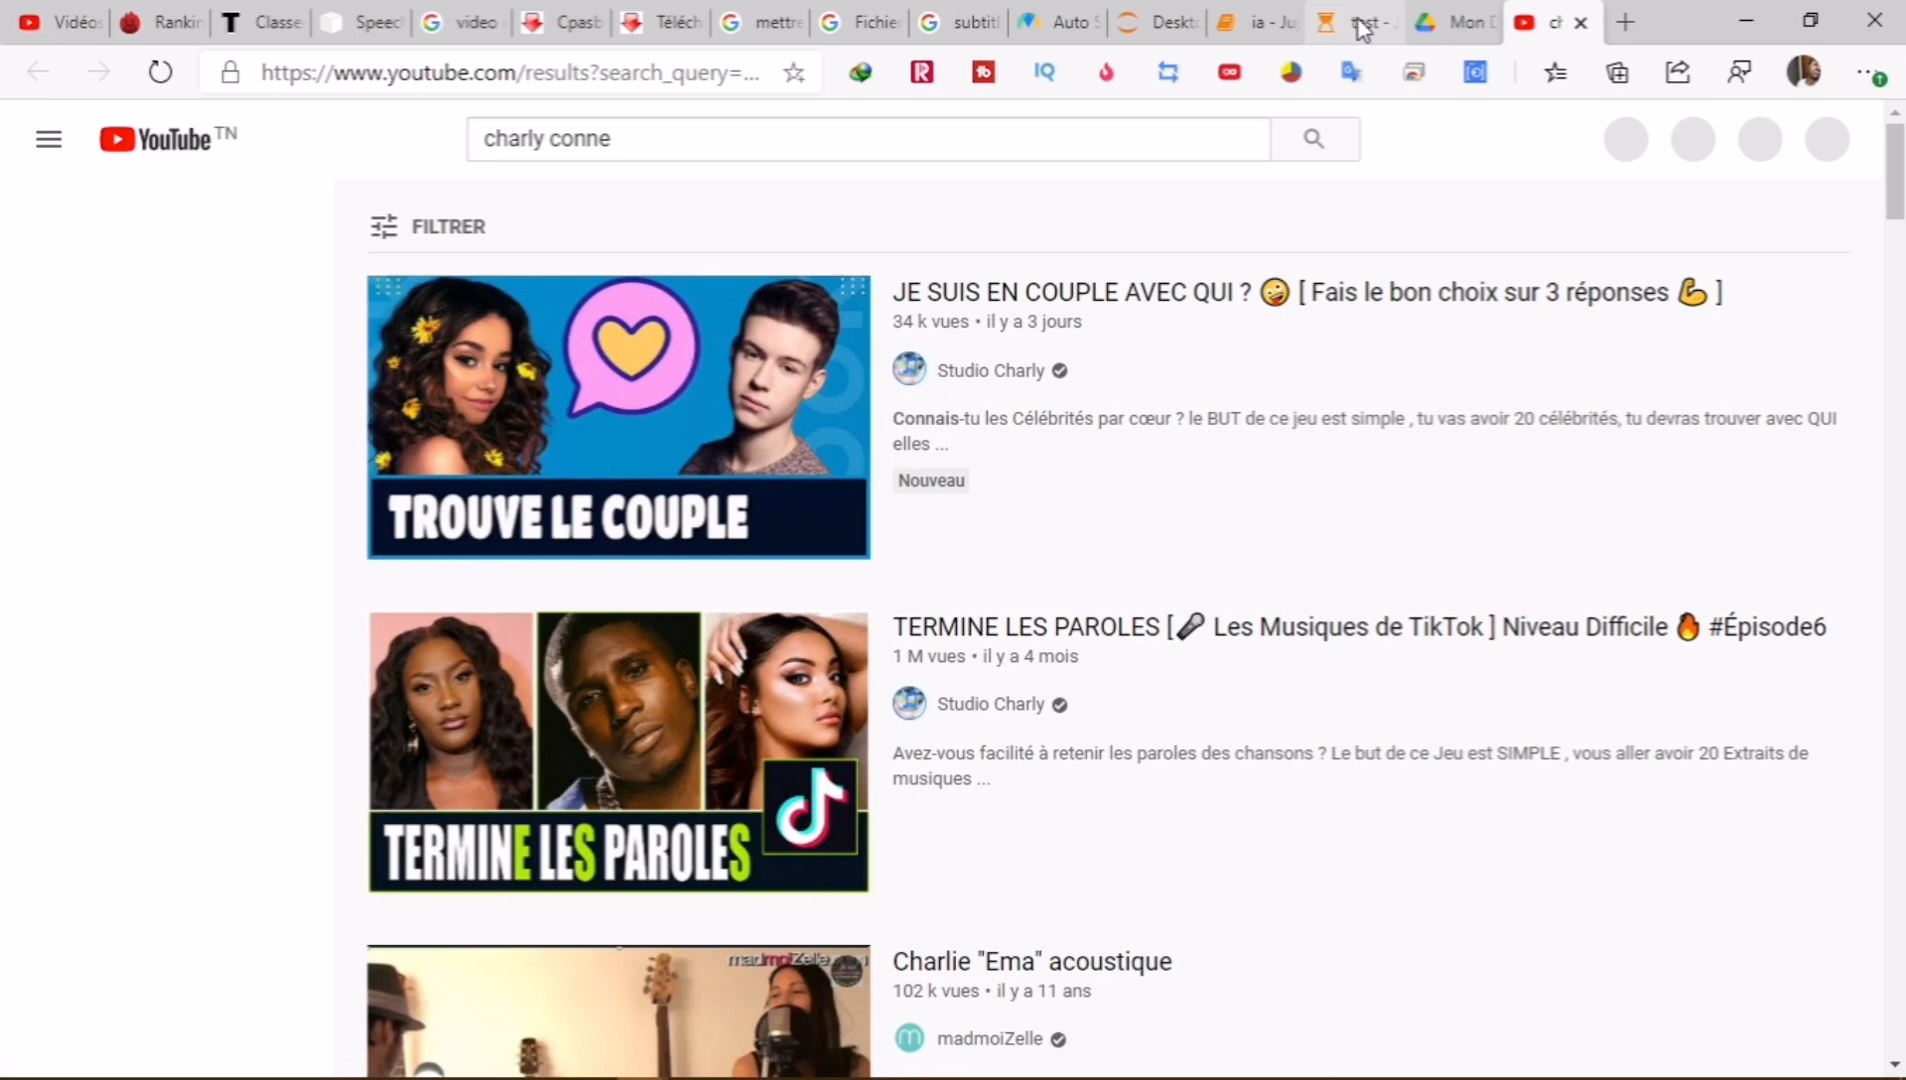 Vidéos
Rankin
Classe
Speec
video
Cpasb
Téléch
mettre
Fichie
subtit
Auto S
Deskt
ia - Ju
Mon D
https://www.youtube.com/results?search_query=...
YouTube TN
charly conne
FILTRER
TROUVE LE COUPLE
JE SUIS EN COUPLE AVEC QUI ? 🤪 [ Fais le bon choix sur 3 réponses 💪 ]
34 k vues • il y a 3 jours
Studio Charly
Connais-tu les Célébrités par cœur ? le BUT de ce jeu est simple , tu vas avoir 20 célébrités, tu devras trouver avec QUI
elles ...
Nouveau
TERMINE LES PAROLES
TERMINE LES PAROLES [🎤 Les Musiques de TikTok ] Niveau Difficile 🔥 #Épisode6
1 M vues • il y a 4 mois
Studio Charly
Avez-vous facilité à retenir les paroles des chansons ? Le but de ce Jeu est SIMPLE , vous aller avoir 20 Extraits de
musiques ...
madmoiZelle
Charlie "Ema" acoustique
102 k vues • il y a 11 ans
madmoiZelle